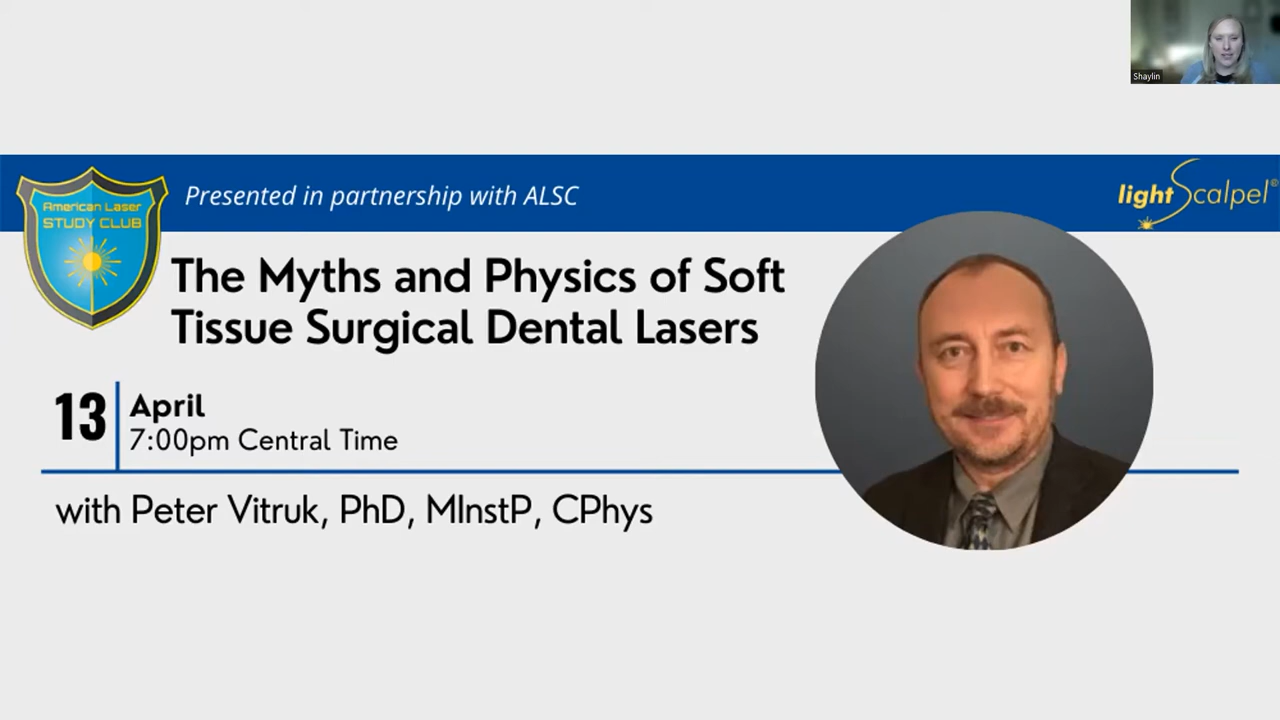 Shaylin
American Laser
STUDY CLUB
Presented in partnership with ALSC
lightScalpel®
The Myths and Physics of Soft
Tissue Surgical Dental Lasers
13
April
7:00pm Central Time
with Peter Vitruk, PhD, MInstP, CPhys